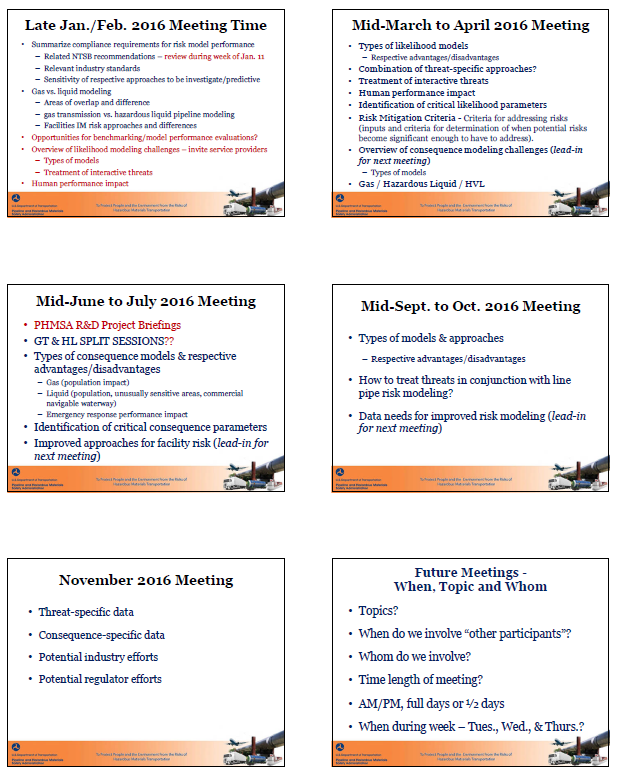 Late Jan./Feb. 2016 Meeting Time
• Summarize compliance requirements for risk model performance
– Related NTSB recommendations – review during week of Jan. 11
– Relevant industry standards
– Sensitivity of respective approaches to be investigate/predictive
• Gas vs. liquid modeling
– Areas of overlap and difference
– gas transmission vs. hazardous liquid pipeline modeling
– Facilities IM risk approaches and differences
• Opportunities for benchmarking/model performance evaluations?
• Overview of likelihood modeling challenges – invite service providers
– Types of models
– Treatment of interactive threats
• Human performance impact
U.S. Department of Transportation
Pipeline and Hazardous Materials
Safety Administration
To Protect People and the Environment From the Risks of
Hazardous Materials Transportation
Mid-March to April 2016 Meeting
• Types of likelihood models
– Respective advantages/disadvantages
• Combination of threat-specific approaches?
• Treatment of interactive threats
• Human performance impact
• Identification of critical likelihood parameters
• Risk Mitigation Criteria - Criteria for addressing risks
(inputs and criteria for determination of when potential risks
become significant enough to have to address).
• Overview of consequence modeling challenges (lead-in
for next meeting)
– Types of models
• Gas / Hazardous Liquid / HVL
U.S. Department of Transportation
Pipeline and Hazardous Materials
Safety Administration
To Protect People and the Environment From the Risks of
Hazardous Materials Transportation
Mid-June to July 2016 Meeting
• PHMSA R&D Project Briefings
• GT & HL SPLIT SESSIONS??
• Types of consequence models & respective
advantages/disadvantages
– Gas (population impact)
– Liquid (population, unusually sensitive areas, commercial
navigable waterway)
– Emergency response performance impact
• Identification of critical consequence parameters
• Improved approaches for facility risk (lead-in for
next meeting)
U.S. Department of Transportation
Pipeline and Hazardous Materials
Safety Administration
To Protect People and the Environment From the Risks of
Hazardous Materials Transportation
Mid-Sept. to Oct. 2016 Meeting
• Types of models & approaches
– Respective advantages/disadvantages
• How to treat threats in conjunction with line
pipe risk modeling?
• Data needs for improved risk modeling (lead-in
for next meeting)
U.S. Department of Transportation
Pipeline and Hazardous Materials
Safety Administration
To Protect People and the Environment From the Risks of
Hazardous Materials Transportation
November 2016 Meeting
• Threat-specific data
• Consequence-specific data
• Potential industry efforts
• Potential regulator efforts
U.S. Department of Transportation
Pipeline and Hazardous Materials
Safety Administration
To Protect People and the Environment From the Risks of
Hazardous Materials Transportation
Future Meetings -
When, Topic and Whom
• Topics?
• When do we involve “other participants”?
• Whom do we involve?
• Time length of meeting?
• AM/PM, full days or ½ days
• When during week – Tues., Wed., & Thurs.?
U.S. Department of Transportation
Pipeline and Hazardous Materials
Safety Administration
To Protect People and the Environment From the Risks of
Hazardous Materials Transportation